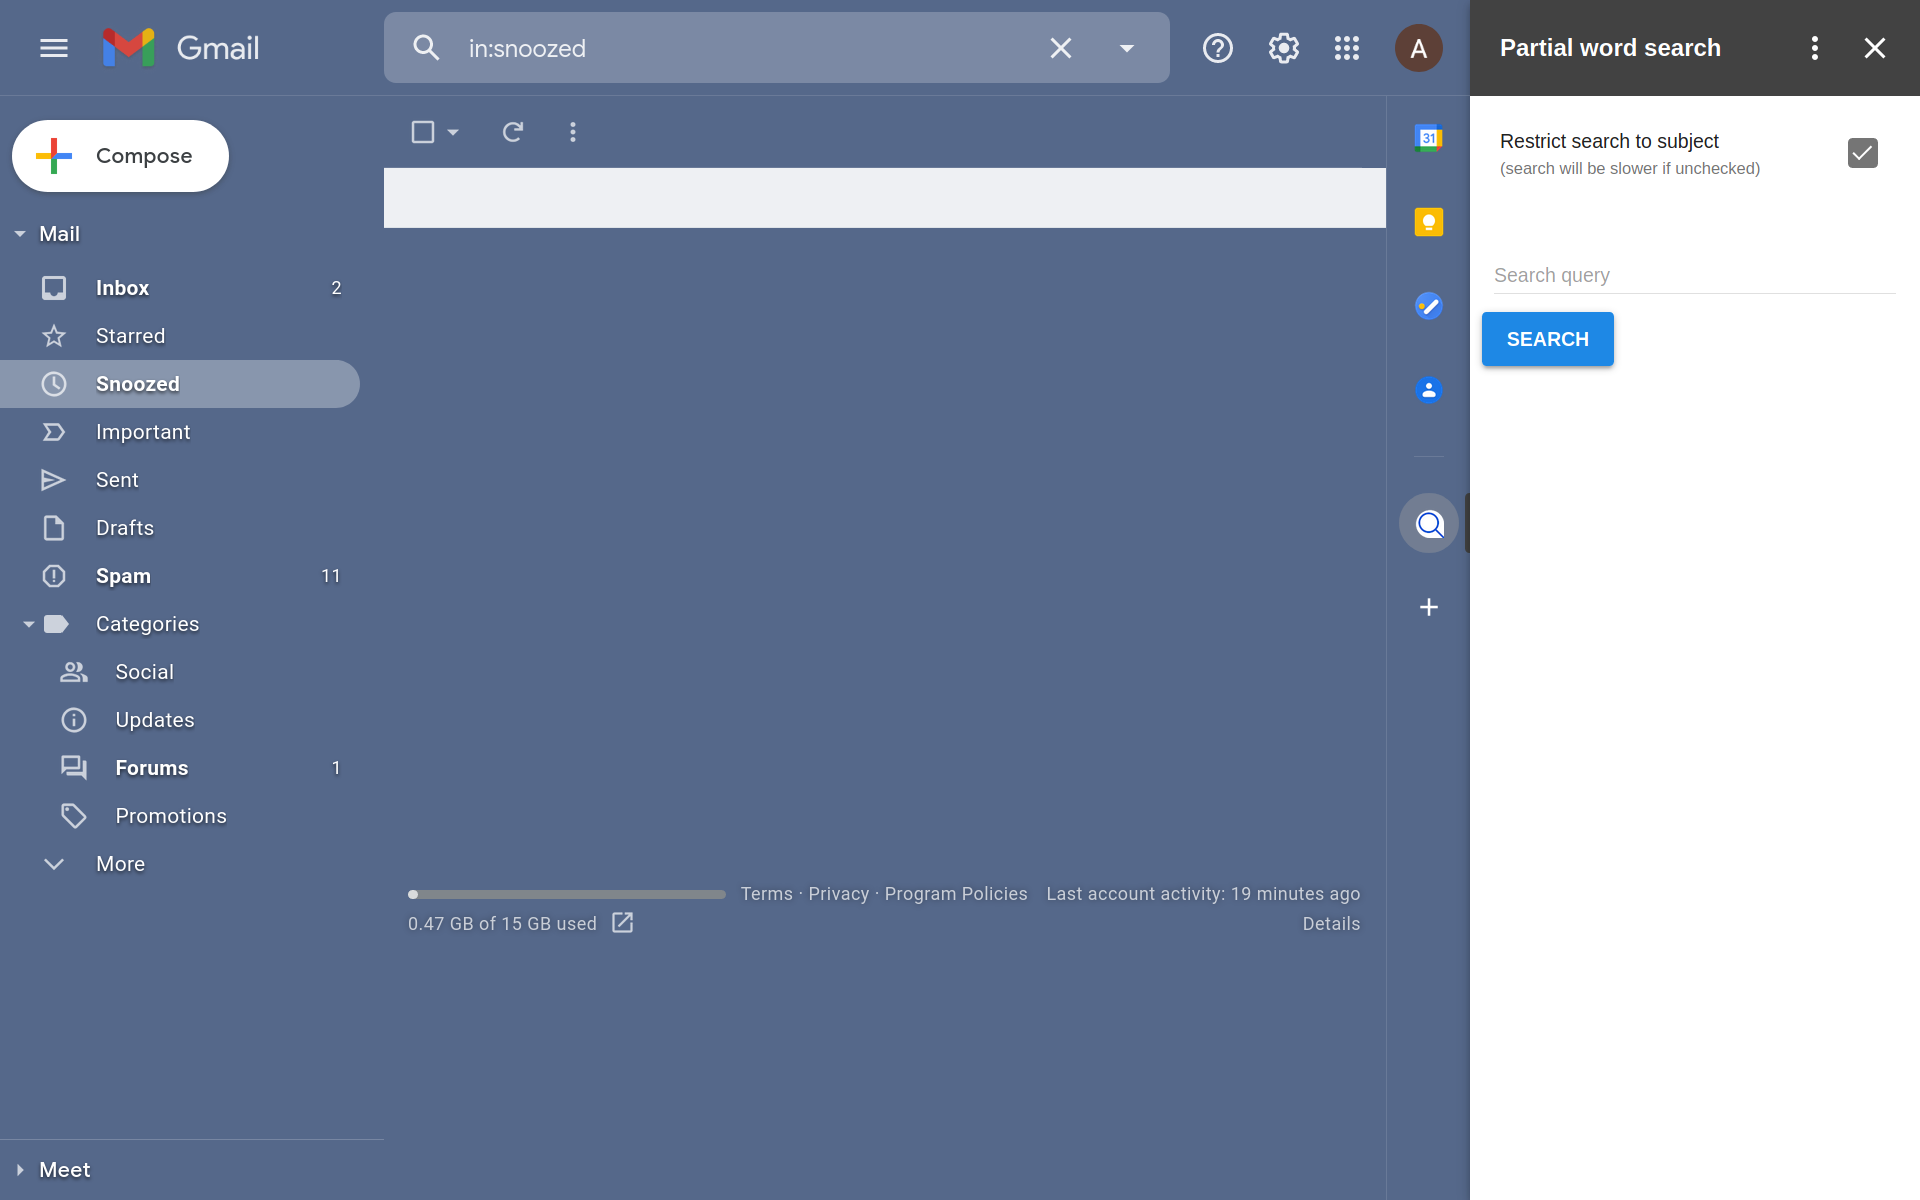 Gmail
in:snoozed
A
Partial word search
Compose
Restrict search to subject
(search will be slower if unchecked)
31
Mail
Inbox 2
Search query
Starred
SEARCH
Snoozed
Important
Sent
Drafts
Spam 11
Categories
Social
Updates
Forums 1
Promotions
More
Terms · Privacy · Program Policies
Last account activity: 19 minutes ago
0.47 GB of 15 GB used
Details
Meet